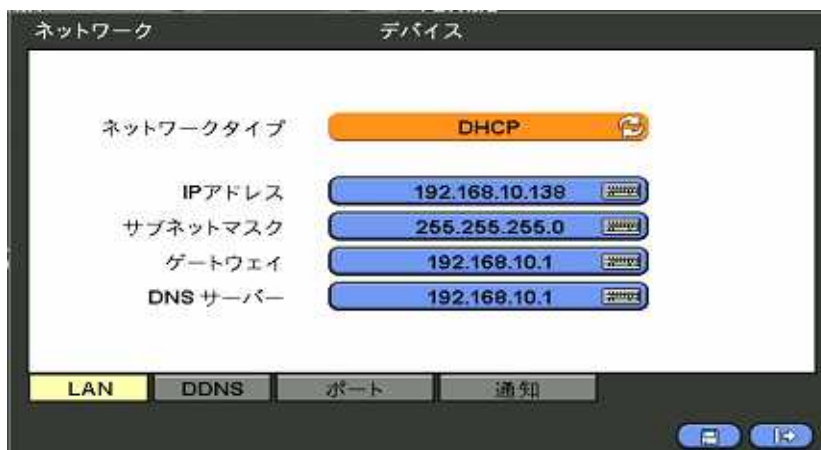 ネットワーク デバイス
ネットワークタイプ DHCP
IPアドレス 192.168.10.138
サブネットマスク 255.255.255.0
ゲートウェイ 192.168.10.1
DNS サーバー 192.168.10.1
LAN DDNS ポート 通知